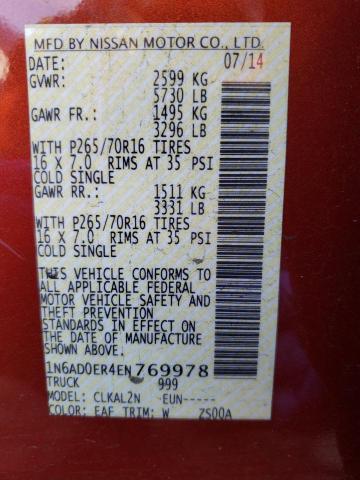 MFD BY NISSAN MOTOR CO., LTD.
DATE: 07/14
GVWR: 2599 KG
5730 LB
GAWR FR.: 1495 KG
3296 LB
WITH P265/70R16 TIRES
16 X 7.0 RIMS AT 35 PSI
COLD SINGLE
GAWR RR.: 1511 KG
3331 LB
WITH P265/70R16 TIRES
16 X 7.0 RIMS AT 35 PSI
COLD SINGLE
THIS VEHICLE CONFORMS TO
ALL APPLICABLE FEDERAL
MOTOR VEHICLE SAFETY AND
THEFT PREVENTION
STANDARDS IN EFFECT ON
THE DATE OF MANUFACTURE
SHOWN ABOVE.
1N6AD0ER4EN769978
TRUCK 999
MODEL: CLKAL2N EUN-----
COLOR: EAF TRIM: W ZS00A